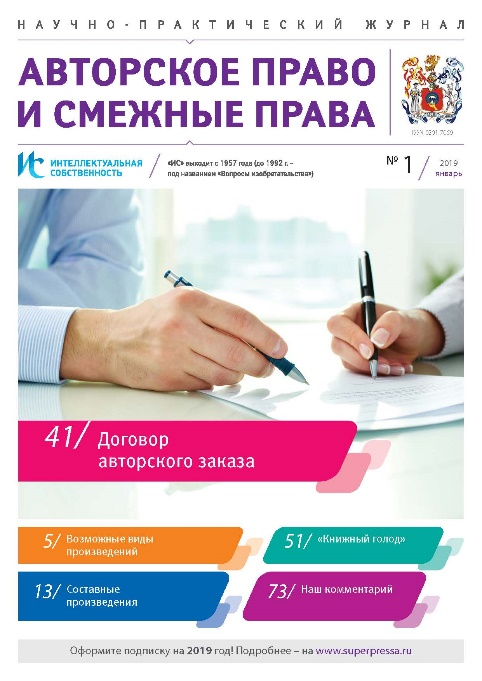 НАУЧНО-ПРАКТИЧЕСКИЙ ЖУРНАЛ
АВТОРСКОЕ ПРАВО
И СМЕЖНЫЕ ПРАВА
ИС ИНТЕЛЛЕКТУАЛЬНАЯ
СОБСТВЕННОСТЬ
«ИС» выходит с 1957 года (до 1992 г. –
под названием «Вопросы изобретательства»)
№ 1 / 2019
январь
41/ Договор
авторского заказа
5/ Возможные виды
произведений
51/ «Книжный голод»
13/ Составные
произведения
73/ Наш комментарий
Оформите подписку на 2019 год! Подробнее – на www.superpressa.ru